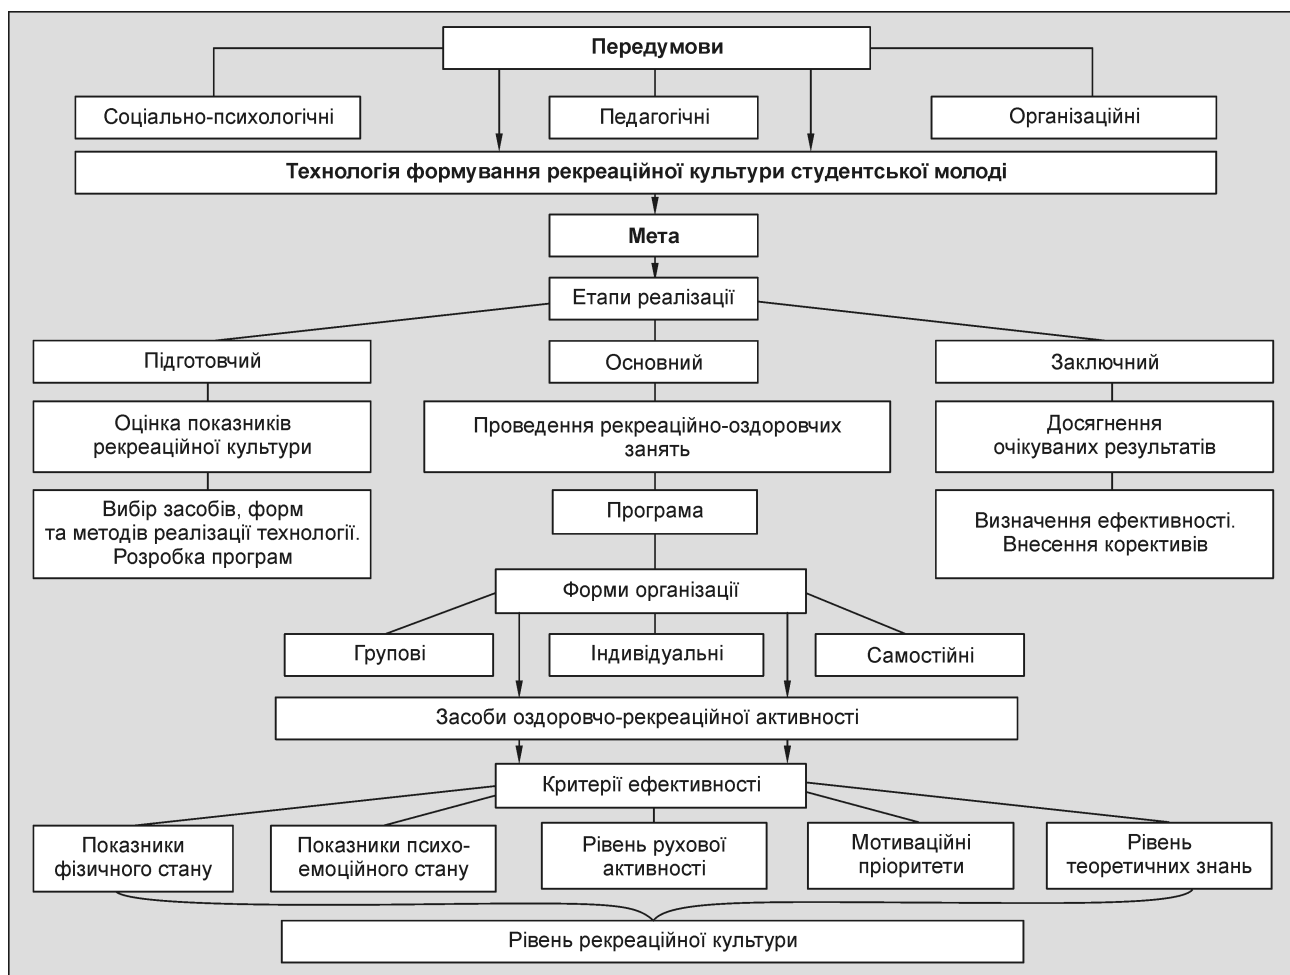 Передумови
Соціально-психологічні
Педагогічні
Організаційні
Технологія формування рекреаційної культури студентської молоді
Мета
Етапи реалізації
Підготовчий
Основний
Заключний
Оцінка показників
рекреаційної культури
Проведення рекреаційно-оздоровчих
занять
Досягнення
очікуваних результатів
Вибір засобів, форм
та методів реалізації технології.
Розробка програм
Програма
Визначення ефективності.
Внесення корективів
Форми організації
Групові
Індивідуальні
Самостійні
Засоби оздоровчо-рекреаційної активності
Критерії ефективності
Показники
фізичного стану
Показники психо-
емоційного стану
Рівень рухової
активності
Мотиваційні
пріоритети
Рівень
теоретичних знань
Рівень рекреаційної культури